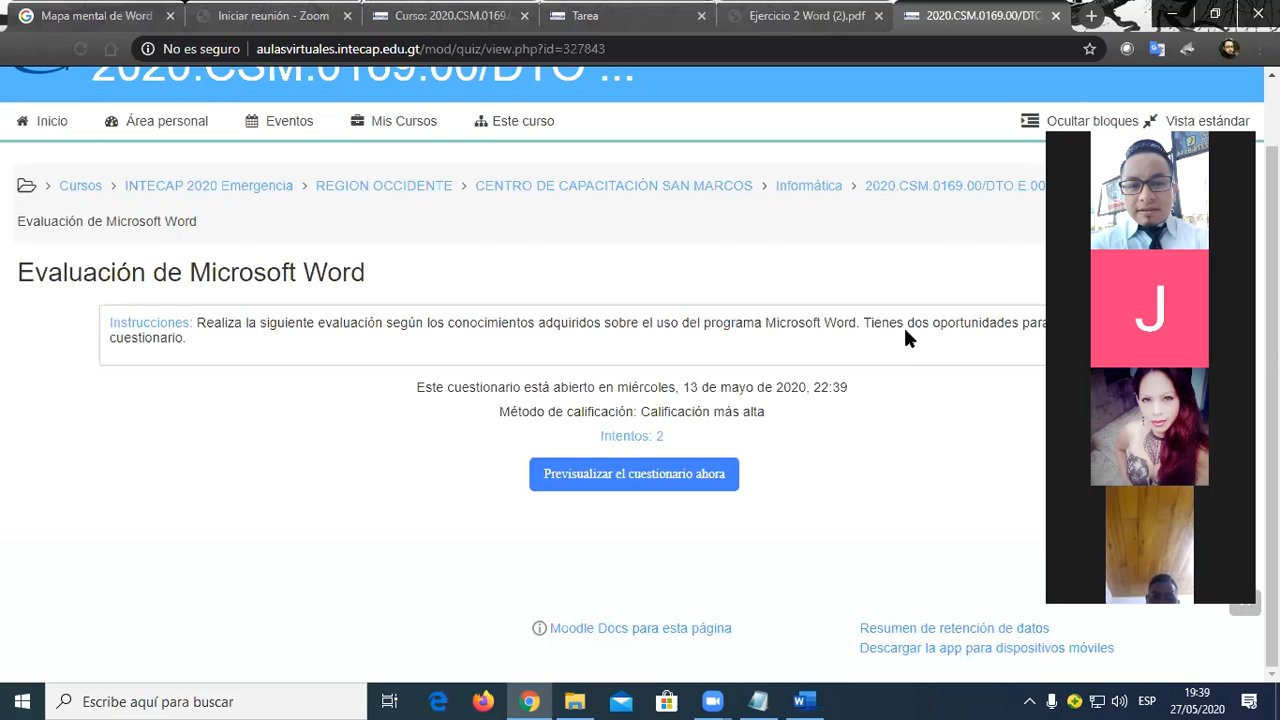 Mapa mental de Word
Iniciar reunión - Zoom
Curso: 2020.CSM.0169.
Tarea
Ejercicio 2 Word (2).pdf
2020.CSM.0169.00/DTO
No es seguro
aulasvirtuales.intecap.edu.gt/mod/quiz/view.php?id=327843
2020.CSM.0169.00/DTO ...
Inicio
Área personal
Eventos
Mis Cursos
Este curso
Ocultar bloques
Vista estándar
Cursos > INTECAP 2020 Emergencia > REGION OCCIDENTE > CENTRO DE CAPACITACIÓN SAN MARCOS > Informática > 2020.CSM.0169.00/DTO.E.00
Evaluación de Microsoft Word
Evaluación de Microsoft Word
Instrucciones: Realiza la siguiente evaluación según los conocimientos adquiridos sobre el uso del programa Microsoft Word. Tienes dos oportunidades para
cuestionario.
Este cuestionario está abierto en miércoles, 13 de mayo de 2020, 22:39
Método de calificación: Calificación más alta
Intentos: 2
Previsualizar el cuestionario ahora
J
Moodle Docs para esta página
Resumen de retención de datos
Descargar la app para dispositivos móviles
Escribe aquí para buscar
ESP
19:39
27/05/2020